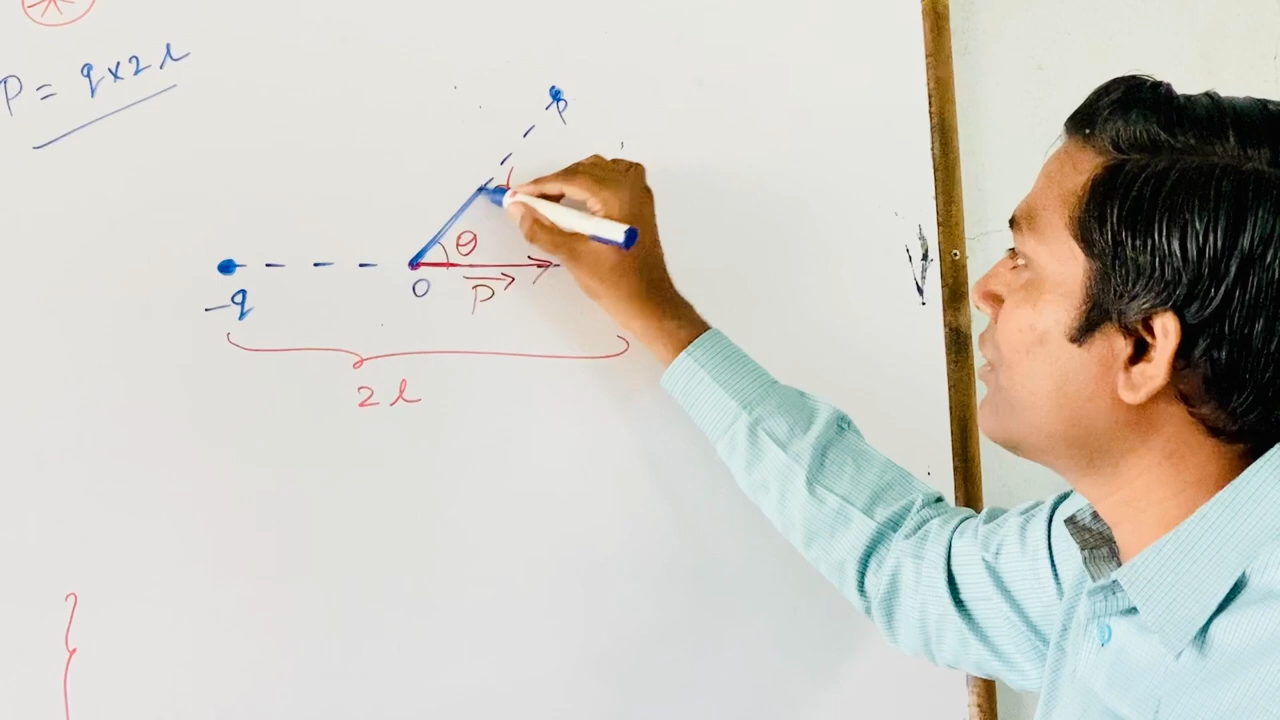 P = q×2l
P
θ
-q
O
P
2l